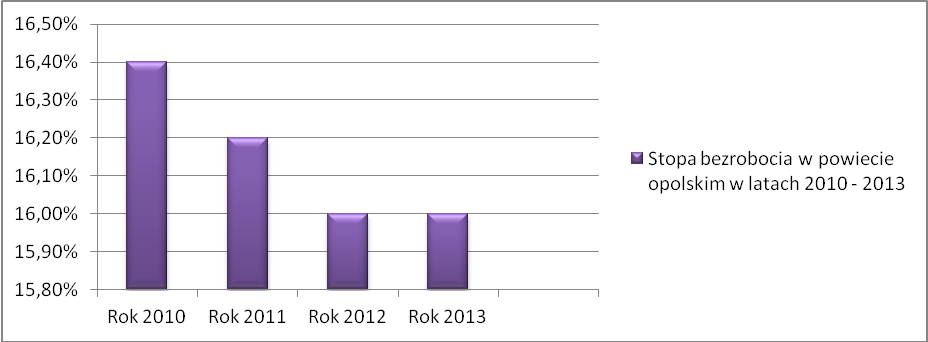 16,50%
16,40%
16,30%
16,20%
16,10%
16,00%
15,90%
15,80%
Rok 2010 Rok 2011 Rok 2012 Rok 2013
Stopa bezrobocia w powiecie
opolskim w latach 2010 - 2013